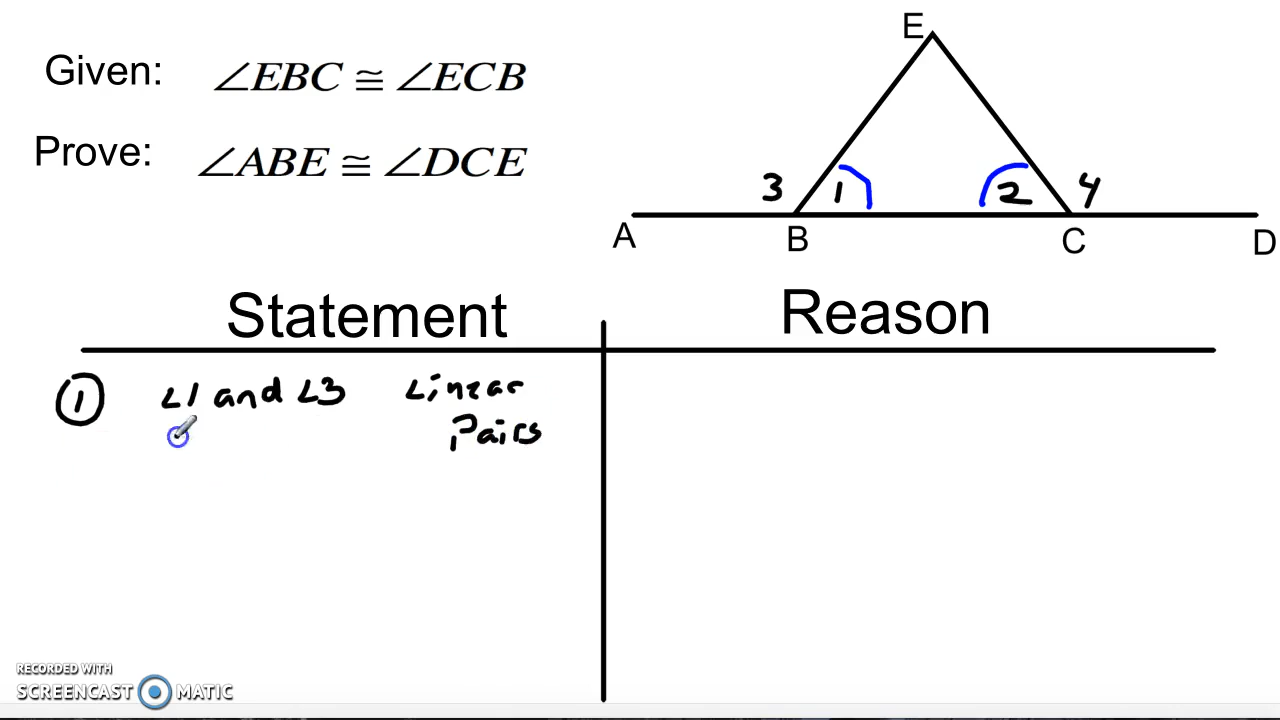 Given: ∠EBC ≅ ∠ECB
Prove: ∠ABE ≅ ∠DCE
E
3 1 2 4
A B C D
Statement Reason
① ∠1 and ∠3 Linear
Pairs
RECORDED WITH
SCREENCAST MATIC